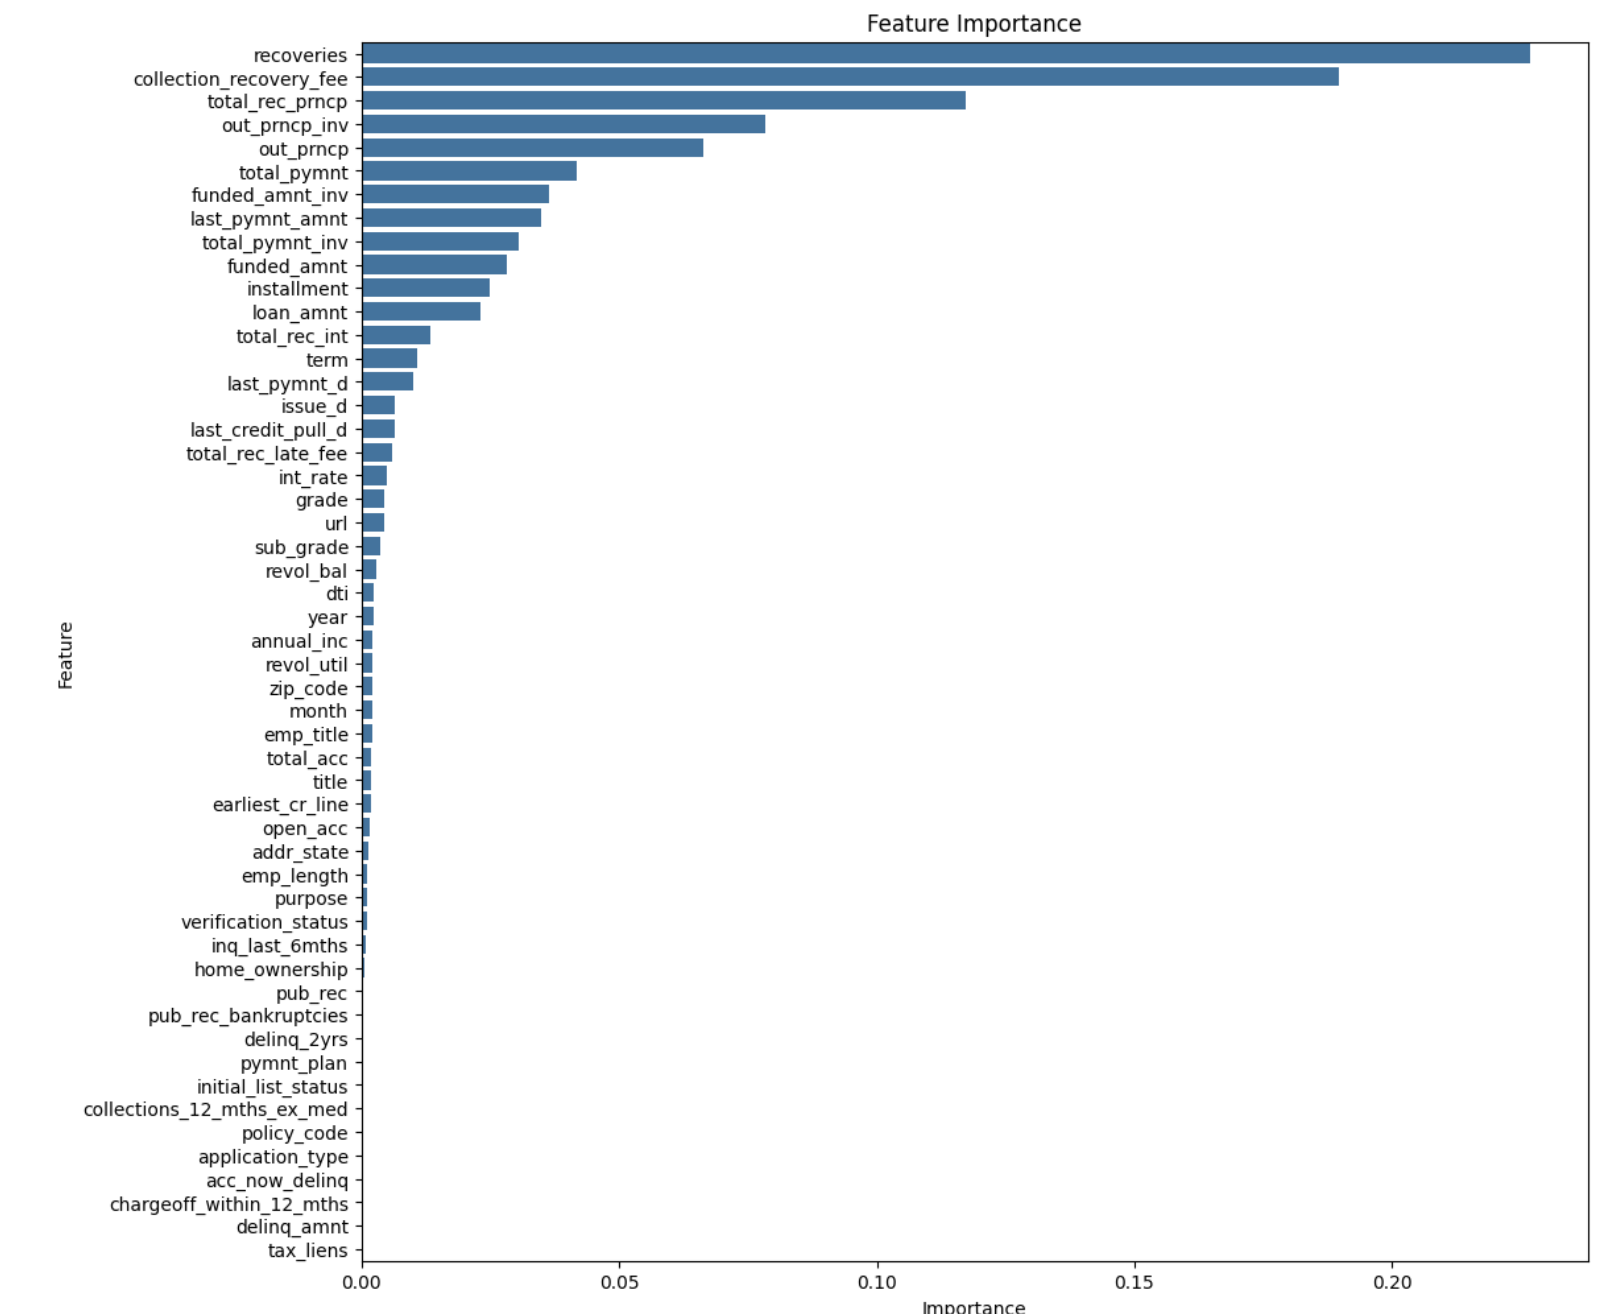 Feature Importance
recoveries
collection_recovery_fee
total_rec_prncp
out_prncp_inv
out_prncp
total_pymnt
funded_amnt_inv
last_pymnt_amnt
total_pymnt_inv
funded_amnt
installment
loan_amnt
total_rec_int
term
last_pymnt_d
issue_d
last_credit_pull_d
total_rec_late_fee
int_rate
grade
url
sub_grade
revol_bal
dti
year
annual_inc
revol_util
zip_code
month
emp_title
total_acc
title
earliest_cr_line
open_acc
addr_state
emp_length
purpose
verification_status
inq_last_6mths
home_ownership
pub_rec
pub_rec_bankruptcies
delinq_2yrs
pymnt_plan
initial_list_status
collections_12_mths_ex_med
policy_code
application_type
acc_now_delinq
chargeoff_within_12_mths
delinq_amnt
tax_liens
Feature
0.00 0.05 0.10 0.15 0.20
Importance